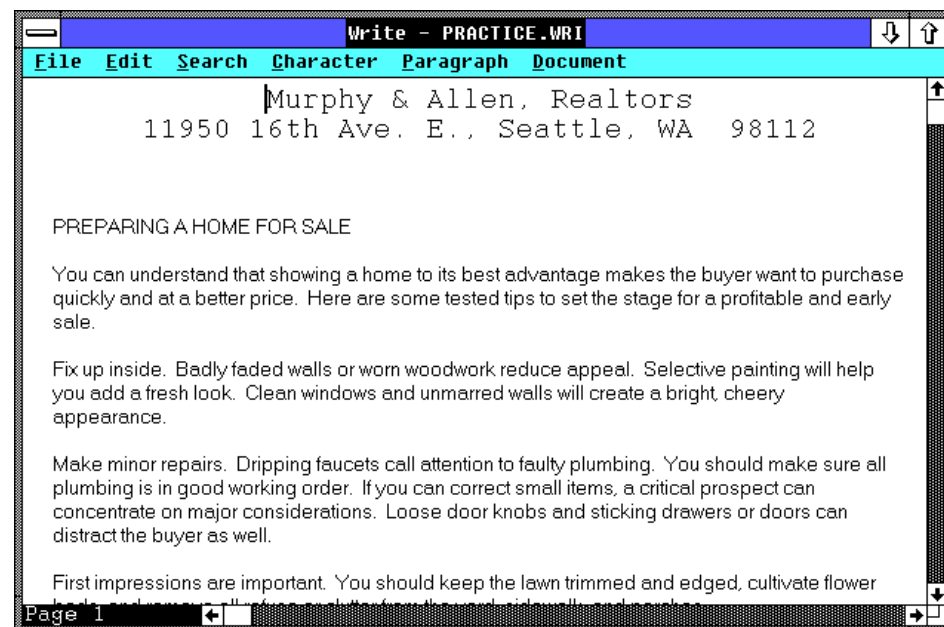 Write - PRACTICE.WRI
File Edit Search Character Paragraph Document
Murphy & Allen, Realtors
11950 16th Ave. E., Seattle, WA 98112
PREPARING A HOME FOR SALE
You can understand that showing a home to its best advantage makes the buyer want to purchase
quickly and at a better price. Here are some tested tips to set the stage for a profitable and early
sale.
Fix up inside. Badly faded walls or worn woodwork reduce appeal. Selective painting will help
you add a fresh look. Clean windows and unmarred walls will create a bright, cheery
appearance.
Make minor repairs. Dripping faucets call attention to faulty plumbing. You should make sure all
plumbing is in good working order. If you can correct small items, a critical prospect can
concentrate on major considerations. Loose door knobs and sticking drawers or doors can
distract the buyer as well.
First impressions are important. You should keep the lawn trimmed and edged, cultivate flower
Page 1